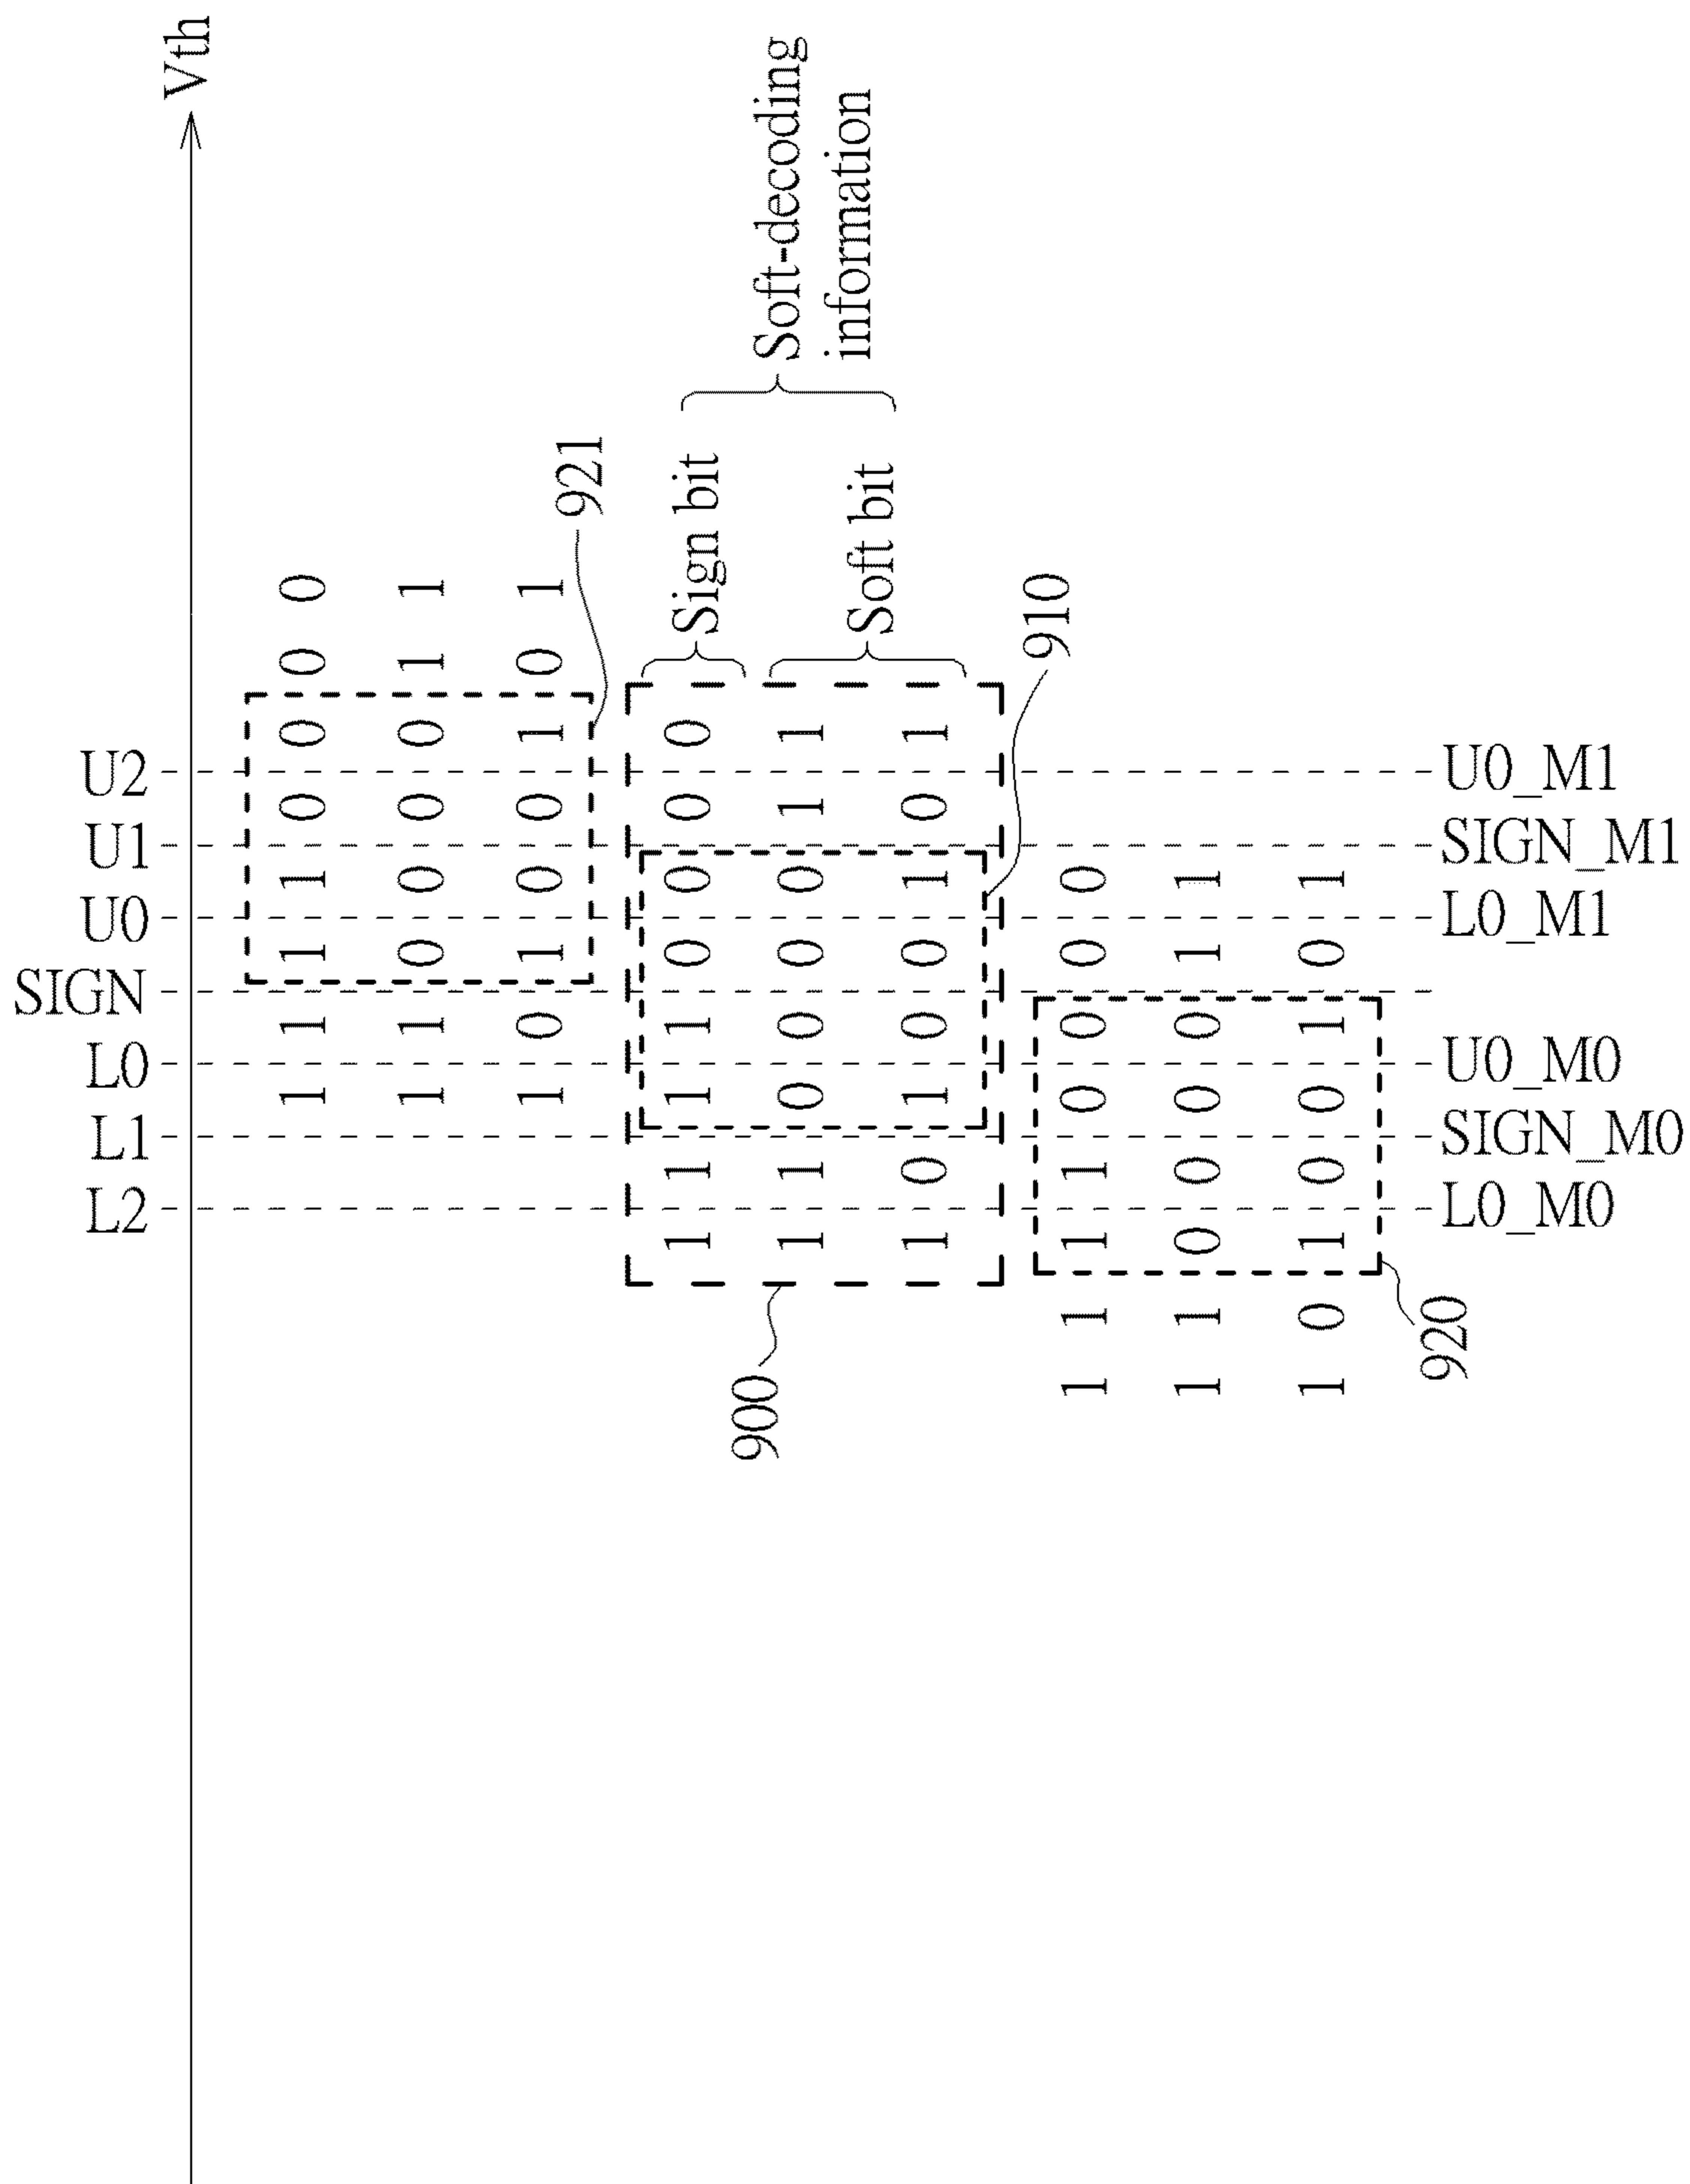 Vth
L2
L1
L0
SIGN
U0
U1
U2
1 1 1 1 0 0 0 0
1 1 0 0 0 0 1 1
1 0 1 0 0 1 0 1
921
1 1 1 1 0 0 0 0
Sign bit
900
1 1 0 0 0 0 1 1
1 0 1 0 0 1 0 1
Soft bit
Soft-decoding
information
910
1 1 1 1 0 0 0 0
1 1 0 0 0 0 1 1
1 0 1 0 0 1 0 1
920
L0_M0
SIGN_M0
U0_M0
L0_M1
SIGN_M1
U0_M1